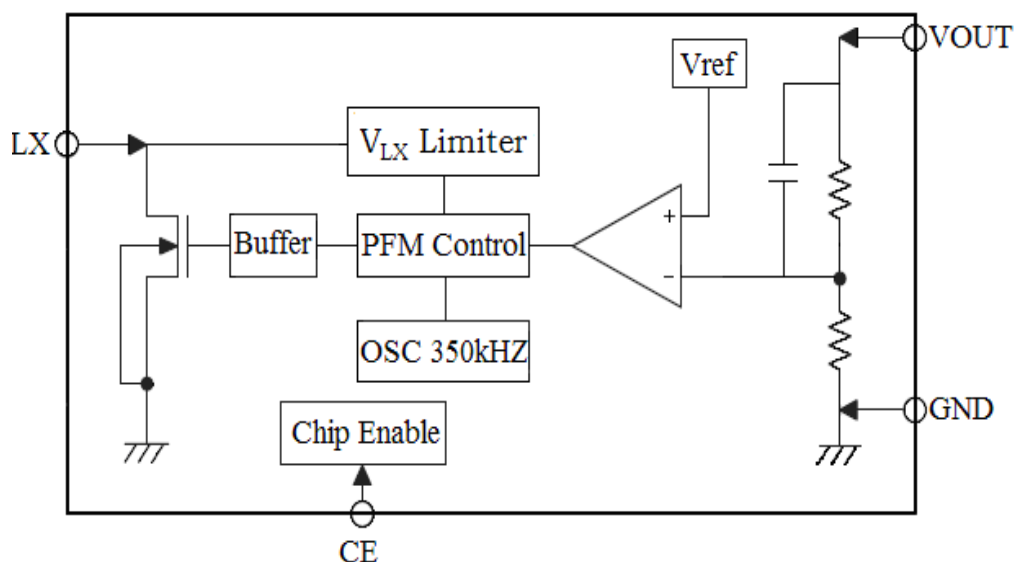 VOUT
Vref
LX
VLX Limiter
+
Buffer
PFM Control
−
OSC 350kHZ
GND
Chip Enable
CE